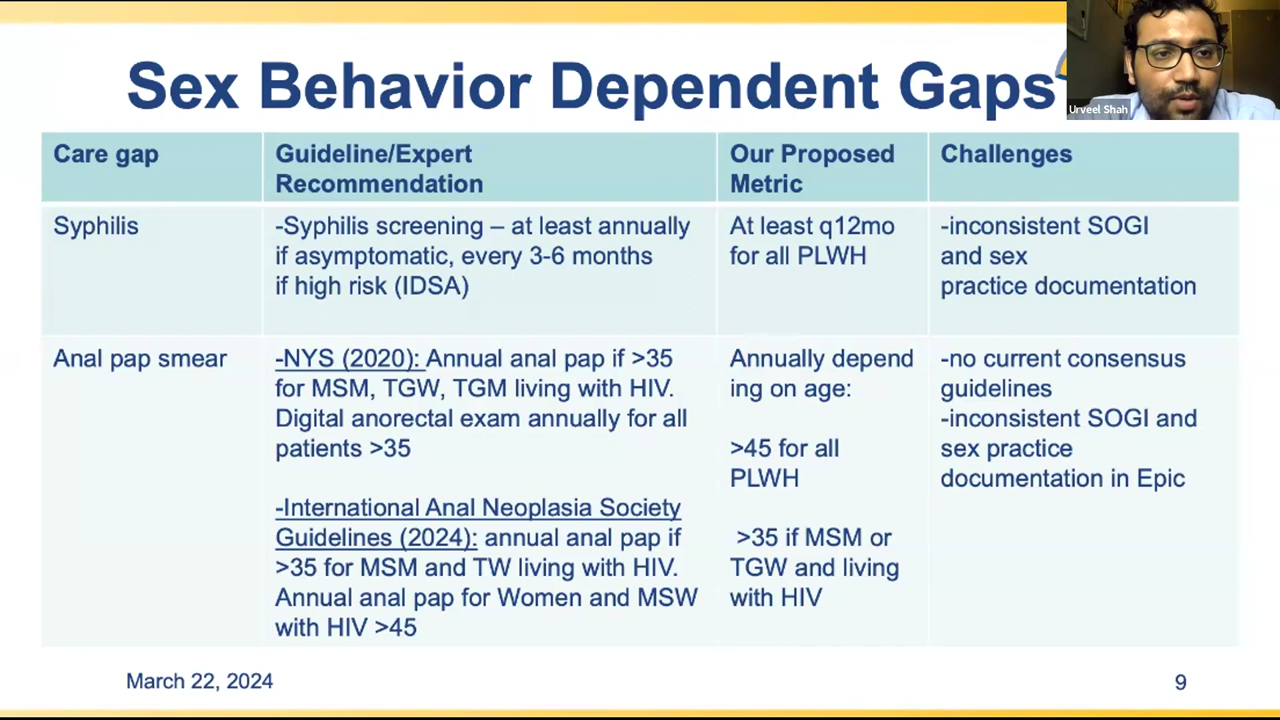 Sex Behavior Dependent Gaps
Urveel Shah
Care gap
Guideline/Expert
Recommendation
Our Proposed
Metric
Challenges
Syphilis
-Syphilis screening – at least annually
if asymptomatic, every 3-6 months
if high risk (IDSA)
At least q12mo
for all PLWH
-inconsistent SOGI
and sex
practice documentation
Anal pap smear
-NYS (2020): Annual anal pap if >35
for MSM, TGW, TGM living with HIV.
Digital anorectal exam annually for all
patients >35
-International Anal Neoplasia Society
Guidelines (2024): annual anal pap if
>35 for MSM and TW living with HIV.
Annual anal pap for Women and MSW
with HIV >45
Annually depend
ing on age:
>45 for all
PLWH
>35 if MSM or
TGW and living
with HIV
-no current consensus
guidelines
-inconsistent SOGI and
sex practice
documentation in Epic
March 22, 2024
9